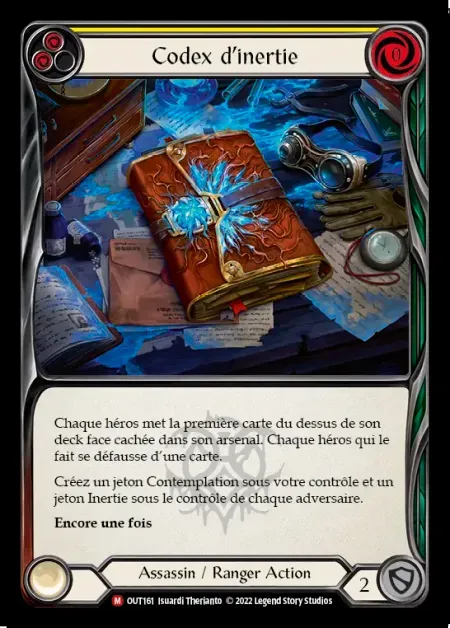 Codex d'inertie
0
Chaque héros met la première carte du dessus de son
deck face cachée dans son arsenal. Chaque héros qui le
fait se défausse d'une carte.
Créez un jeton Contemplation sous votre contrôle et un
jeton Inertie sous le contrôle de chaque adversaire.
Encore une fois
Assassin / Ranger Action
2
M OUT161 Isuardi Therianto © 2022 Legend Story Studios